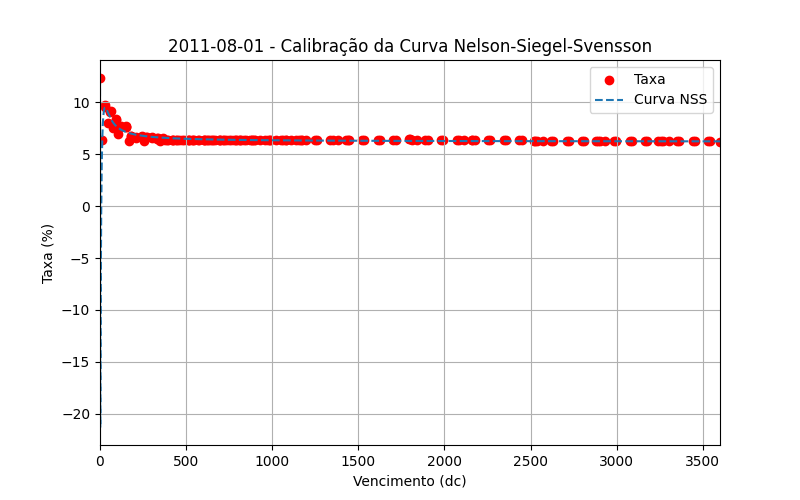 2011-08-01 - Calibração da Curva Nelson-Siegel-Svensson
Taxa
Curva NSS
10
5
0
−5
−10
−15
−20
Taxa (%)
0 500 1000 1500 2000 2500 3000 3500
Vencimento (dc)